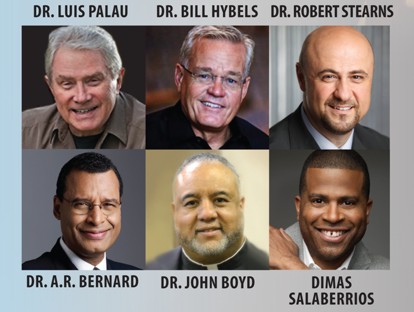 DR. LUIS PALAU DR. BILL HYBELS DR. ROBERT STEARNS
DR. A.R. BERNARD DR. JOHN BOYD DIMAS
SALABERRIOS